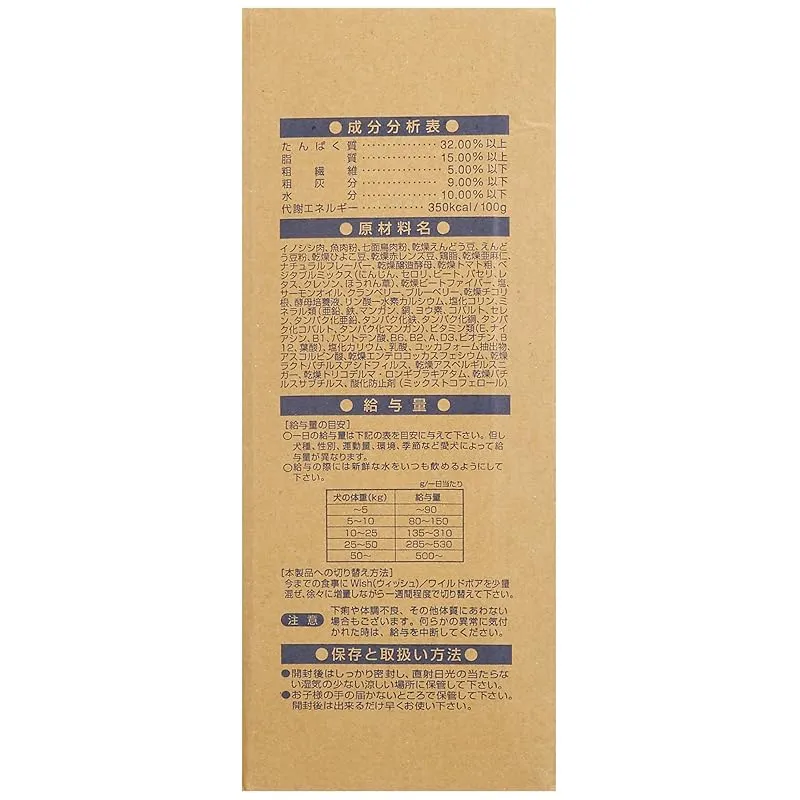 ●成分分析表●
たんぱく質・・・・・・・・・・・・・・32.00%以上
脂質・・・・・・・・・・・・・・15.00%以上
粗繊維・・・・・・・・・・・・・・5.00%以下
粗灰分・・・・・・・・・・・・・・9.00%以下
水分・・・・・・・・・・・・・・10.00%以下
代謝エネルギー・・・・・・・・・・・350kcal/100g
●原材料名●
イノシシ肉、魚肉粉、七面鳥肉粉、乾燥えんどう豆、えんど
う豆粉、乾燥ひよこ豆、乾燥赤レンズ豆、鶏脂、乾燥亜麻仁、
ナチュラルフレーバー、乾燥醸造酵母、乾燥トマト粕、ベ
ジタブルミックス(にんじん、セロリ、ビート、パセリ、レ
タス、クレソン、ほうれん草)、乾燥ビートファイバー、塩、
サーモンオイル、クランベリー、ブルーベリー、乾燥チコリ
根、酵母培養液、リン酸一水素カルシウム、塩化コリン、ミ
ネラル類(亜鉛、鉄、マンガン、銅、ヨウ素、コバルト、セレ
ン、タンパク化亜鉛、タンパク化鉄、タンパク化銅、タンパ
ク化コバルト、タンパク化マンガン)、ビタミン類(E、ナイ
アシン、B1、パントテン酸、B6、B2、A、D3、ビオチン、B
12、葉酸)、塩化カリウム、乳酸、ユッカフォーム抽出物、
アスコルビン酸、乾燥エンテロコッカスフェシウム、乾燥
ラクトバチルスアシドフィルス、乾燥アスペルギルスニ
ガー、乾燥トリコデルマ・ロンギブラキアタム、乾燥バチ
ルスサブチルス、酸化防止剤(ミックストコフェロール)
●給与量●
[給与量の目安]
○一日の給与量は下記の表を目安に与えて下さい。但し
犬種、性別、運動量、環境、季節など愛犬によって給
与量が異なります。
○給与の際には新鮮な水をいつも飲めるようにして
下さい。
g/一日当たり
犬の体重(kg) 給与量
～5 ～90
5～10 80～150
10～25 135～310
25～50 285～530
50～ 500～
[本製品への切り替え方法]
今までの食事にWish(ウィッシュ)/ワイルドボアを少量
混ぜ、徐々に増量しながら一週間程度で切り替えて下さい。
注意 下痢や体調不良、その他体質にあわない
場合もございます。何らかの異常に気付
かれた時は、給与を中断してください。
●保存と取扱い方法●
●開封後はしっかり密封し、直射日光の当たらな
い湿気の少ない涼しい場所に保管して下さい。
●お子様の手の届かないところで保管して下さい。
開封後は出来るだけ早くお使い下さい。